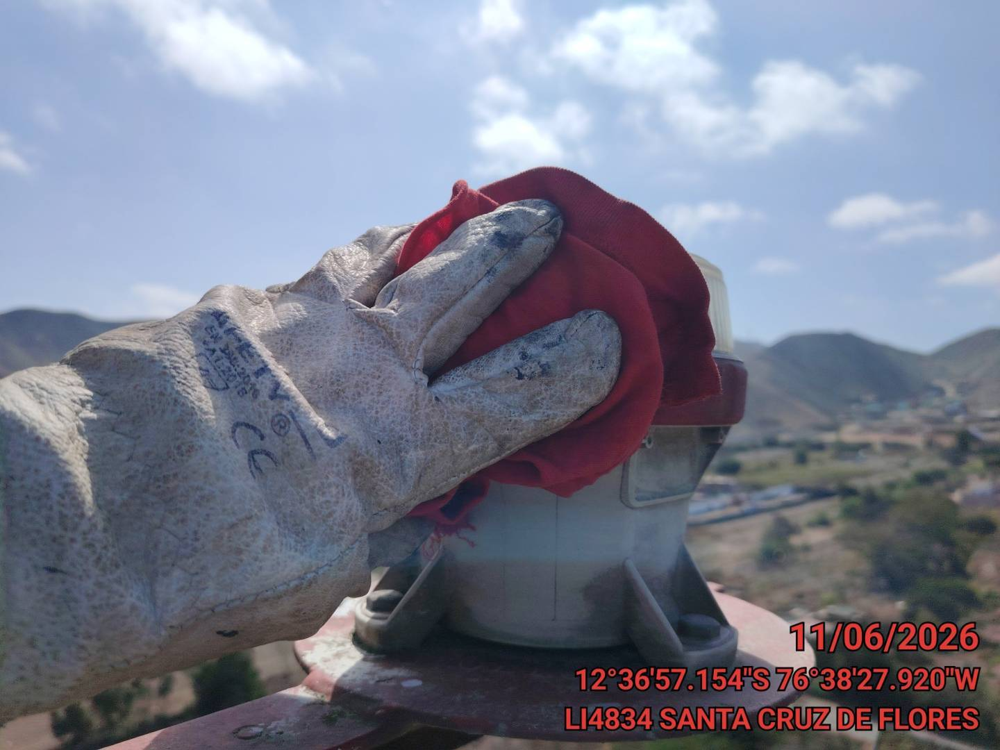 CE
11/06/2026
12°36'57.154"S 76°38'27.920"W
LI4834 SANTA CRUZ DE FLORES